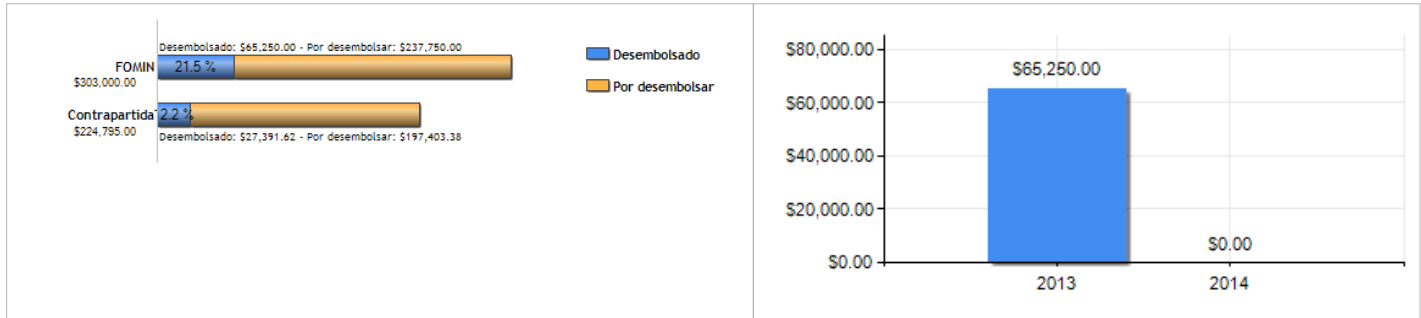 Desembolsado: $65,250.00 - Por desembolsar: $237,750.00
FOMIN
21.5 %
$303,000.00
Contrapartida
12.2 %
$224,795.00
Desembolsado: $27,391.62 - Por desembolsar: $197,403.38
Desembolsado
Por desembolsar
$80,000.00
$60,000.00
$40,000.00
$20,000.00
$0.00
$65,250.00
$0.00
2013
2014